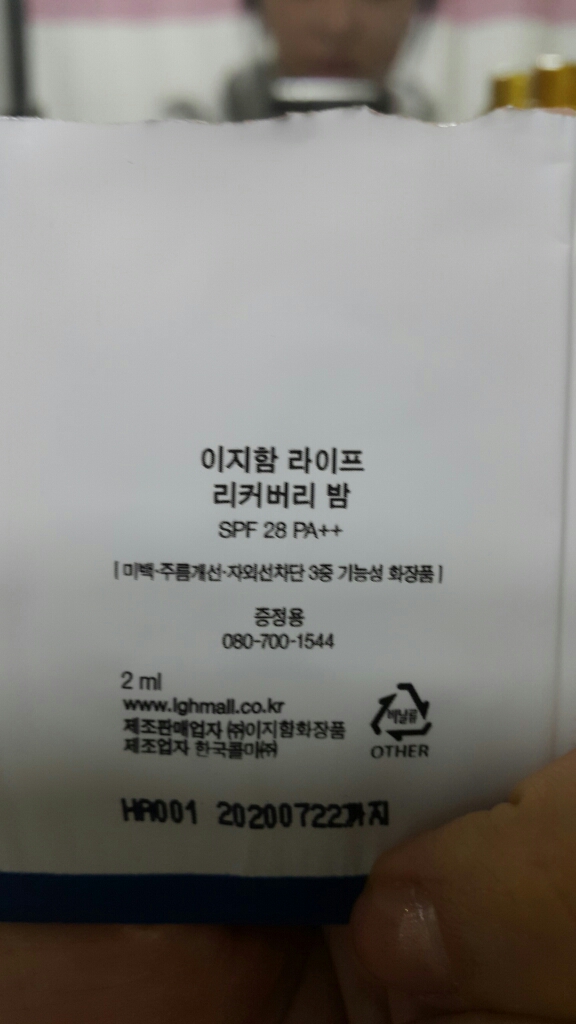 이지함 라이프
리커버리 밤
SPF 28 PA++
[ 미백·주름개선·자외선차단 3중 기능성 화장품 ]
증정용
080-700-1544
2 ml
www.lghmall.co.kr
제조판매업자 ㈜이지함화장품
제조업자 한국콜마㈜
비닐류
OTHER
HA001 20200722까지